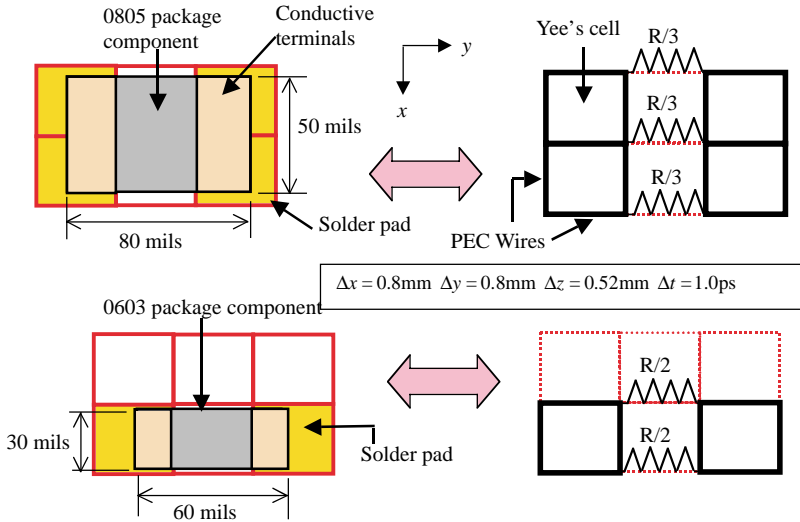 0805 package
component
Conductive
terminals
y
x
50 mils
80 mils
Solder pad
Yee's cell
R/3
R/3
R/3
PEC Wires
Δx = 0.8mm Δy = 0.8mm Δz = 0.52mm Δt = 1.0ps
0603 package component
30 mils
60 mils
Solder pad
R/2
R/2